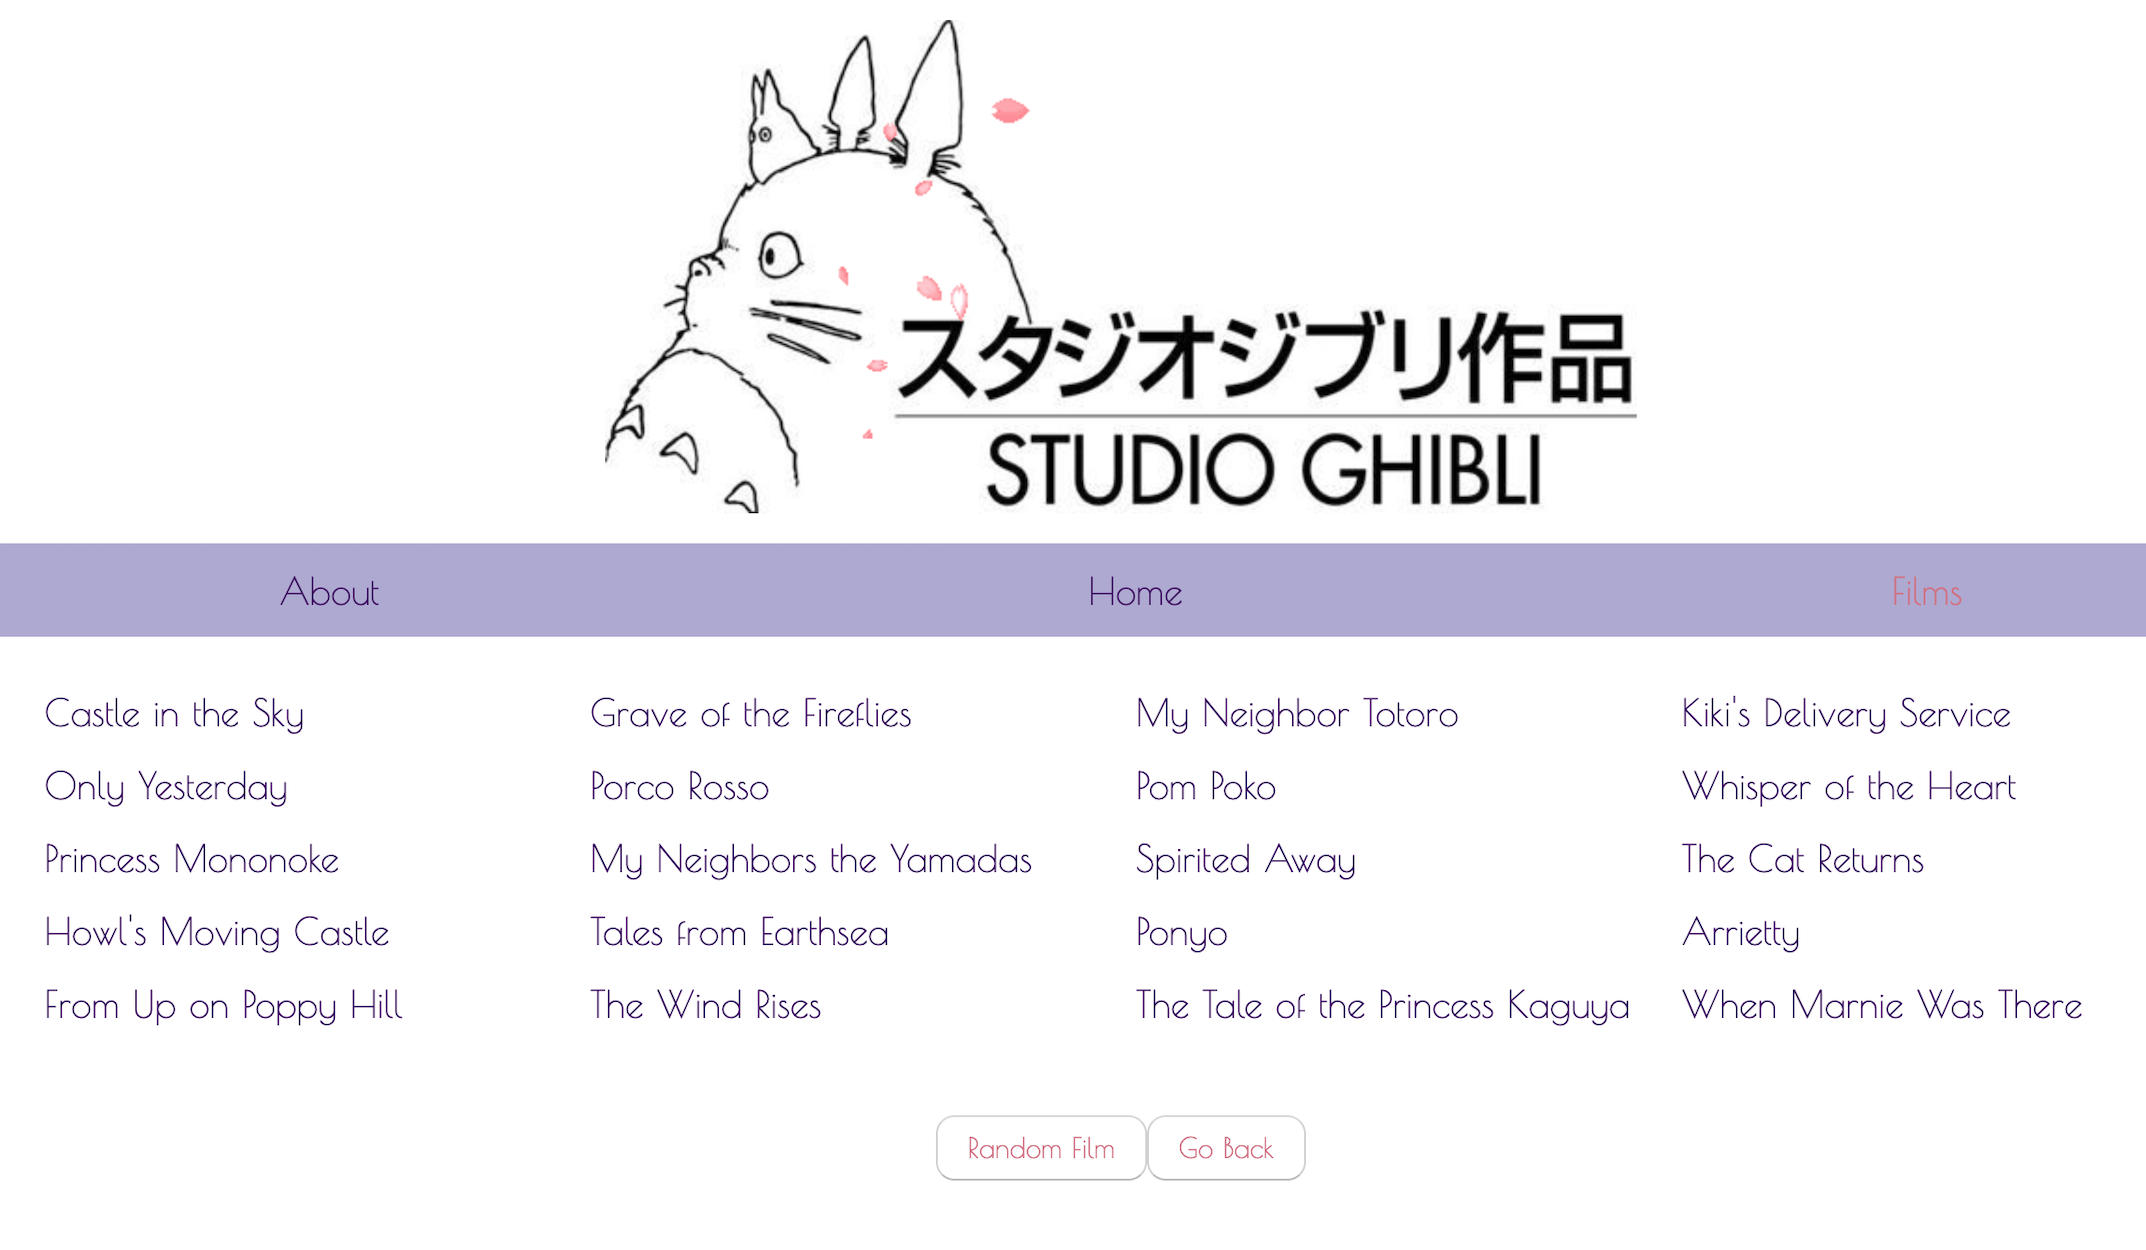 スタジオジブリ作品
STUDIO GHIBLI
About Home Films
Castle in the Sky Grave of the Fireflies My Neighbor Totoro Kiki's Delivery Service
Only Yesterday Porco Rosso Pom Poko Whisper of the Heart
Princess Mononoke My Neighbors the Yamadas Spirited Away The Cat Returns
Howl's Moving Castle Tales from Earthsea Ponyo Arrietty
From Up on Poppy Hill The Wind Rises The Tale of the Princess Kaguya When Marnie Was There
Random Film Go Back